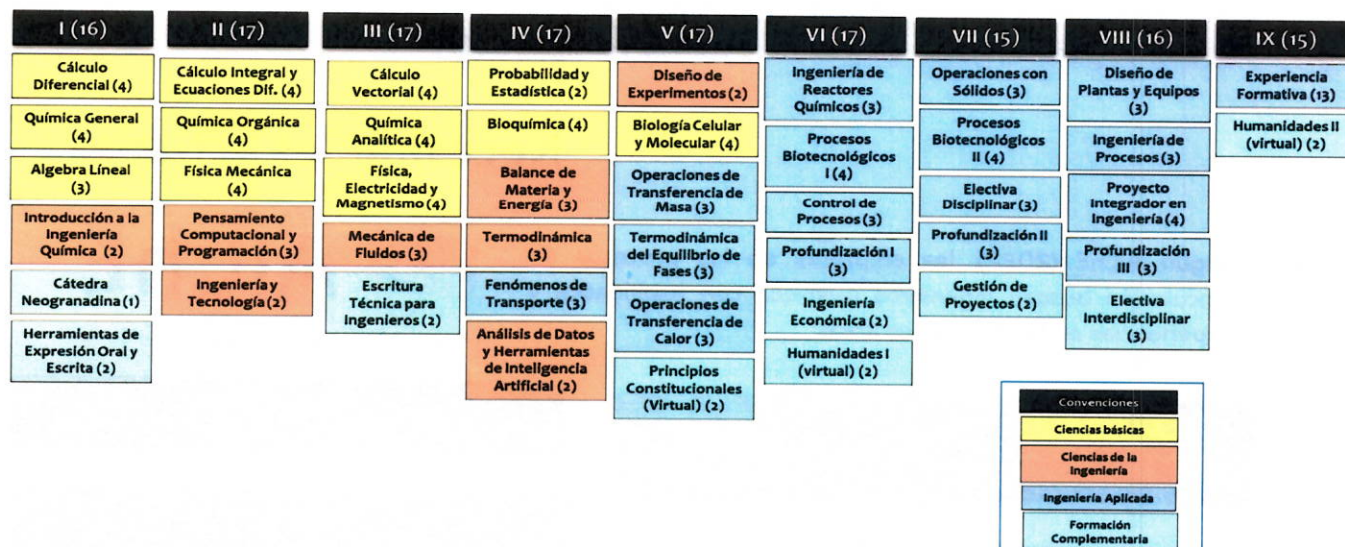 I (16)
Cálculo
Diferencial (4)
Química General
(4)
Algebra Líneal
(3)
Introducción a la
Ingeniería
Química (2)
Cátedra
Neogranadina (1)
Herramientas de
Expresión Oral y
Escrita (2)
II (17)
Cálculo Integral y
Ecuaciones Dif. (4)
Química Orgánica
(4)
Física Mecánica
(4)
Pensamiento
Computacional y
Programación (3)
Ingeniería y
Tecnología (2)
III (17)
Cálculo
Vectorial (4)
Química
Analítica (4)
Física,
Electricidad y
Magnetismo (4)
Mecánica de
Fluidos (3)
Escritura
Técnica para
Ingenieros (2)
IV (17)
Probabilidad y
Estadística (2)
Bioquímica (4)
Balance de
Materia y
Energía (3)
Termodinámica
(3)
Fenómenos de
Transporte (3)
Análisis de Datos
y Herramientas
de Inteligencia
Artificial (2)
V (17)
Diseño de
Experimentos (2)
Biología Celular
y Molecular (4)
Operaciones de
Transferencia de
Masa (3)
Termodinámica
del Equilibrio de
Fases (3)
Operaciones de
Transferencia de
Calor (3)
Principios
Constitucionales
(Virtual) (2)
VI (17)
Ingeniería de
Reactores
Químicos (3)
Procesos
Biotecnológicos
I (4)
Control de
Procesos (3)
Profundización I
(3)
Ingeniería
Económica (2)
Humanidades I
(virtual) (2)
VII (15)
Operaciones con
Sólidos (3)
Procesos
Biotecnológicos
II (4)
Electiva
Disciplinar (3)
Profundización II
(3)
Gestión de
Proyectos (2)
VIII (16)
Diseño de
Plantas y Equipos
(3)
Ingeniería de
Procesos (3)
Proyecto
Integrador en
Ingeniería (4)
Profundización
III (3)
Electiva
Interdisciplinar
(3)
IX (15)
Experiencia
Formativa (13)
Humanidades II
(virtual) (2)
Convenciones
Ciencias básicas
Ciencias de la
Ingeniería
Ingeniería Aplicada
Formación
Complementaria